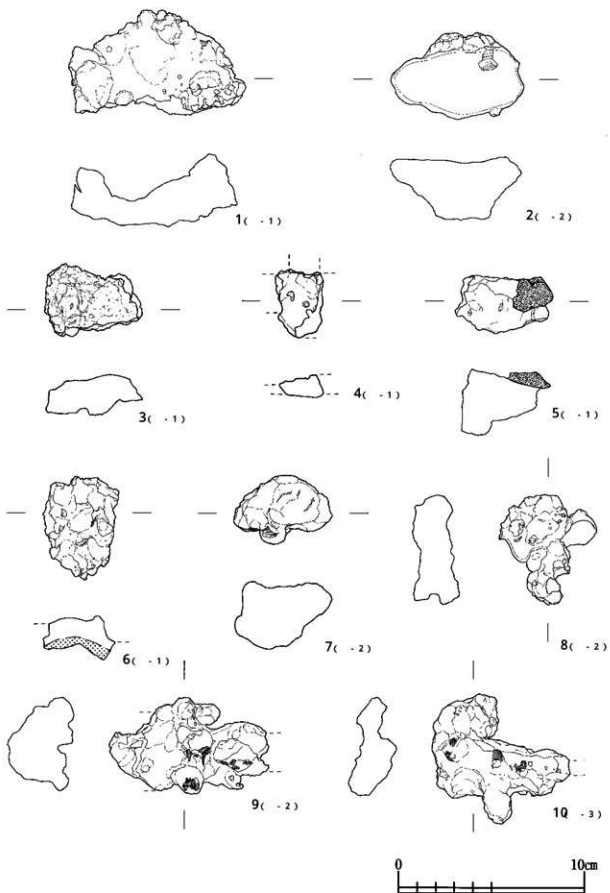 1( - 1)
2( - 2)
3( - 1)
4( - 1)
5( - 1)
6( - 1)
7( - 2)
8( - 2)
9( - 2)
10( - 3)
0 10cm